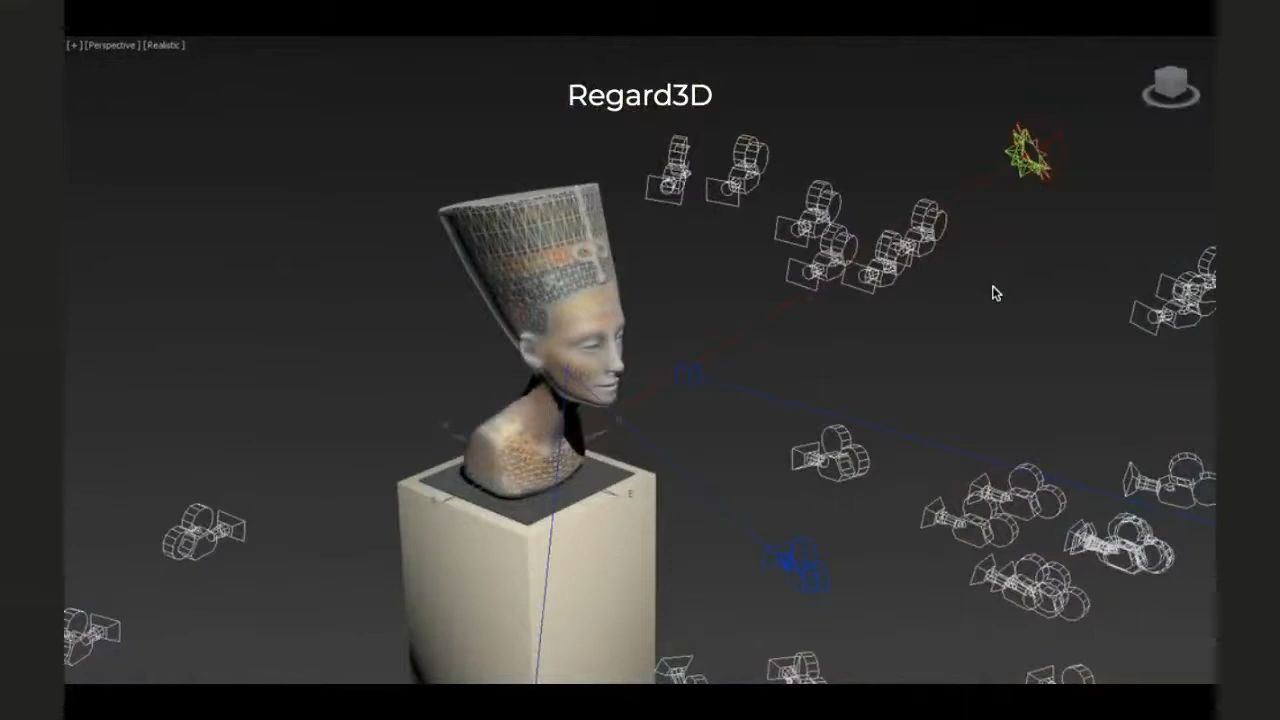 [ + ] [Perspective ] [Realistic ]
Regard3D
E